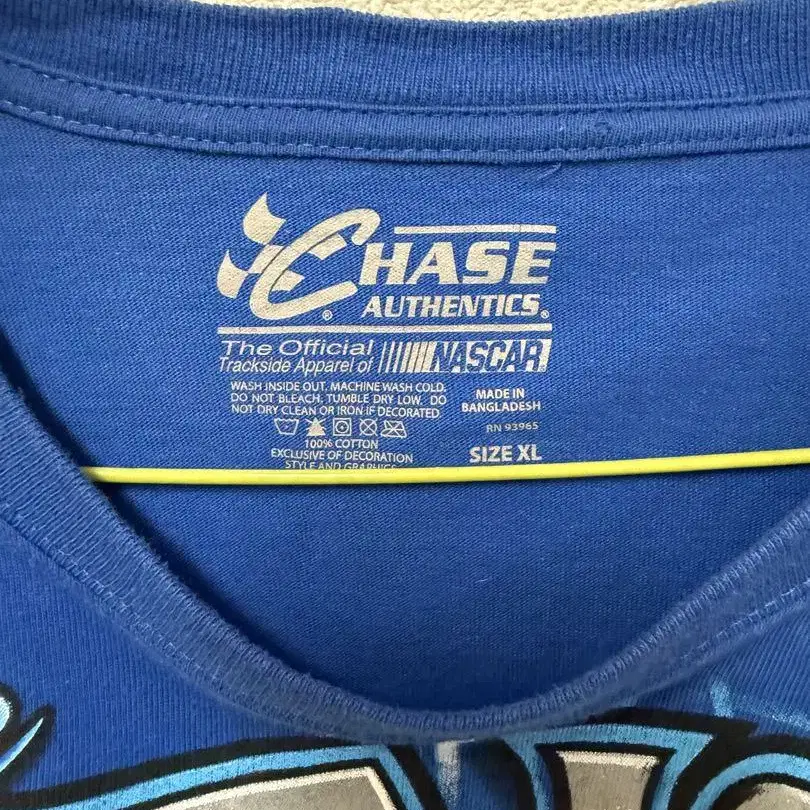 CHASE
AUTHENTICS®
The Official
Trackside Apparel of NASCAR
WASH INSIDE OUT. MACHINE WASH COLD.
DO NOT BLEACH. TUMBLE DRY LOW. DO
NOT DRY CLEAN OR IRON IF DECORATED.
100% COTTON
EXCLUSIVE OF DECORATION
STYLE AND GRAPHIC
MADE IN
BANGLADESH
RN 93965
SIZE XL